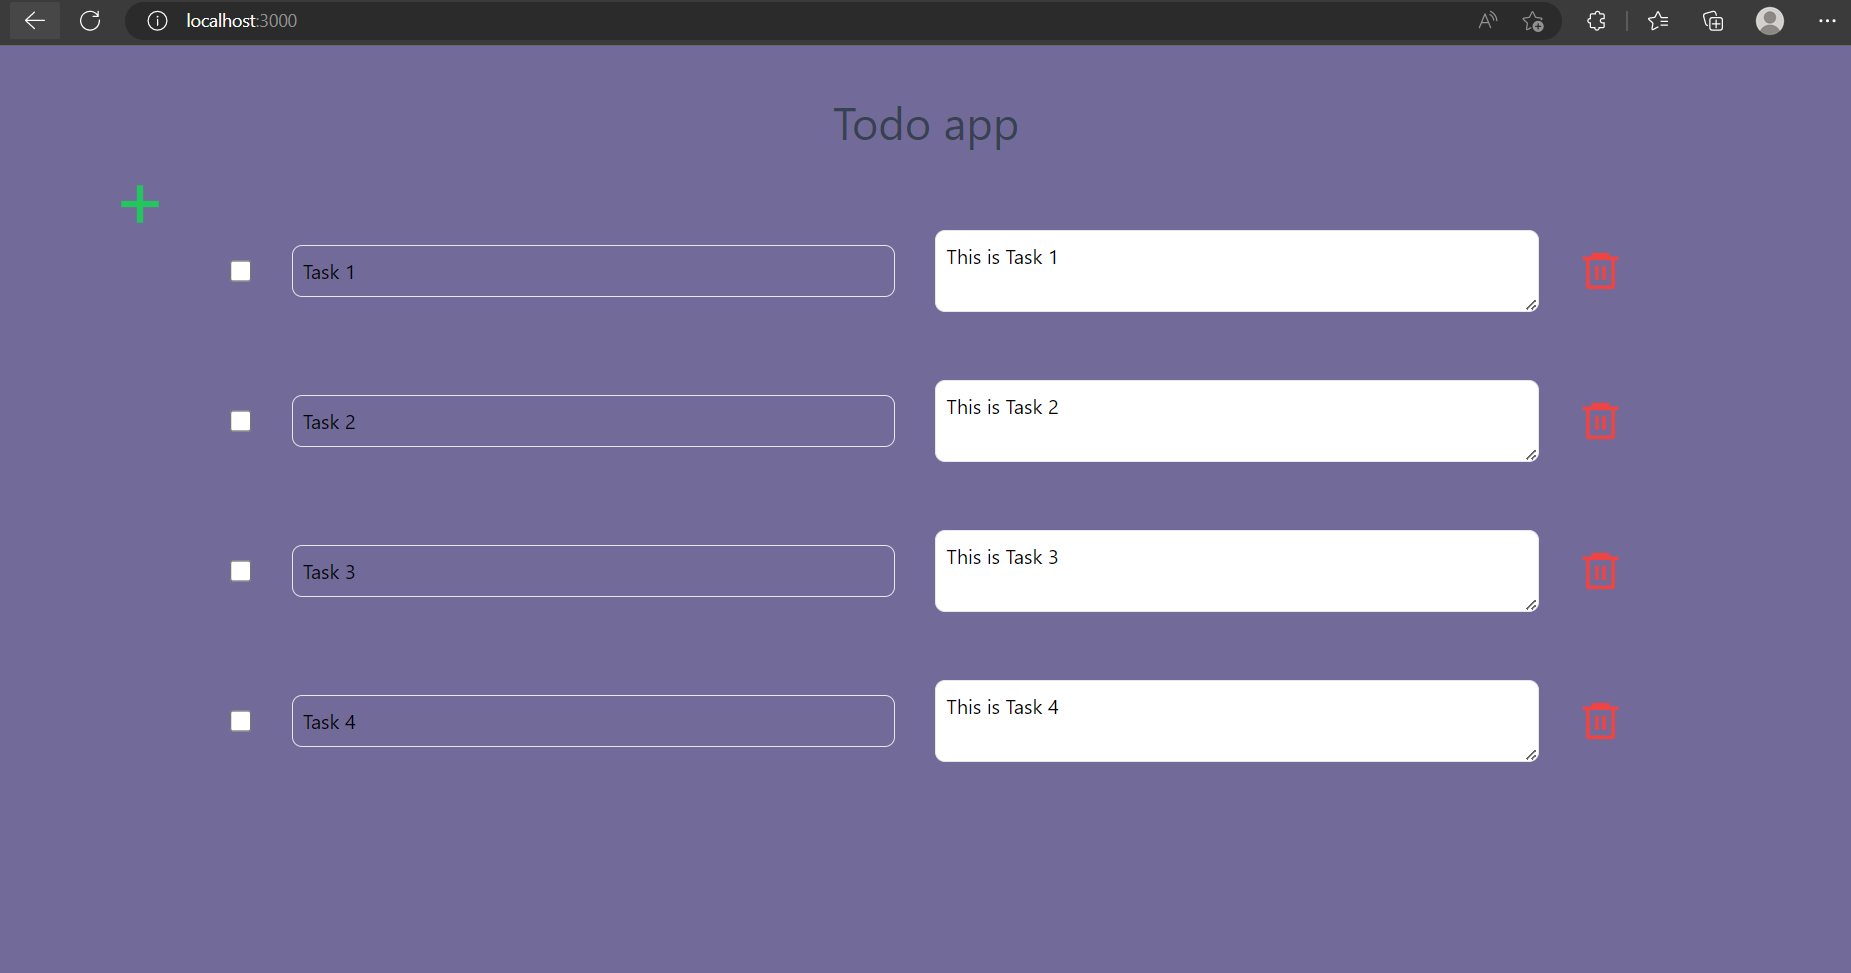 localhost:3000
Todo app
Task 1
This is Task 1
Task 2
This is Task 2
Task 3
This is Task 3
Task 4
This is Task 4